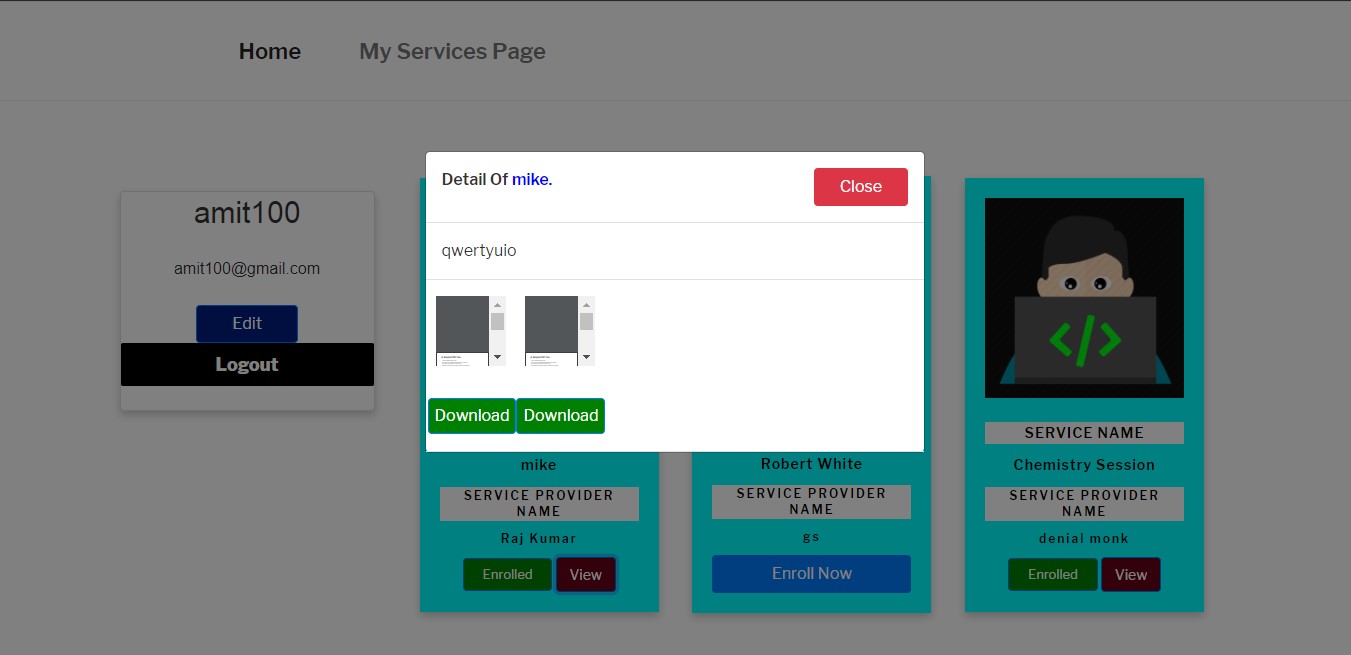 Home
My Services Page
amit100
amit100@gmail.com
Edit
Logout
Detail Of mike.
Close
qwertyuio
Download
Download
mike
SERVICE PROVIDER
NAME
Raj Kumar
Enrolled
View
Robert White
SERVICE PROVIDER
NAME
gs
Enroll Now
</>
SERVICE NAME
Chemistry Session
SERVICE PROVIDER
NAME
denial monk
Enrolled
View